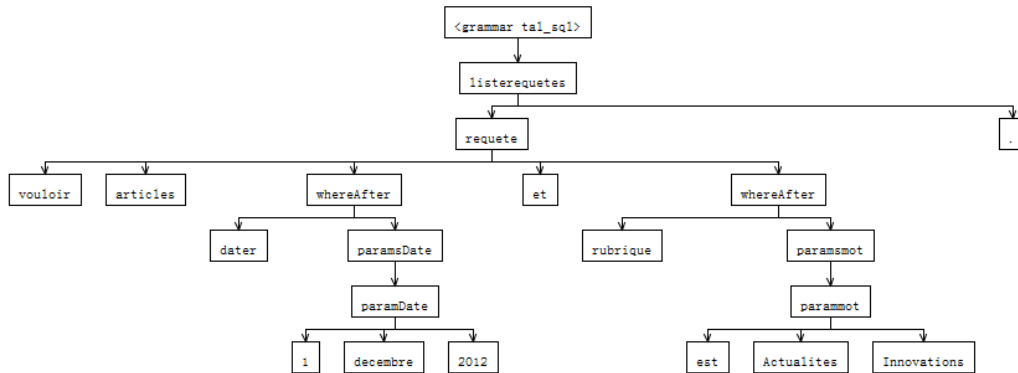 <grammar tal_sql>
listerequetes
requete .
vouloir articles whereAfter et whereAfter
dater paramsDate rubrique paramsmot
paramDate parammot
1 decembre 2012 est Actualites Innovations